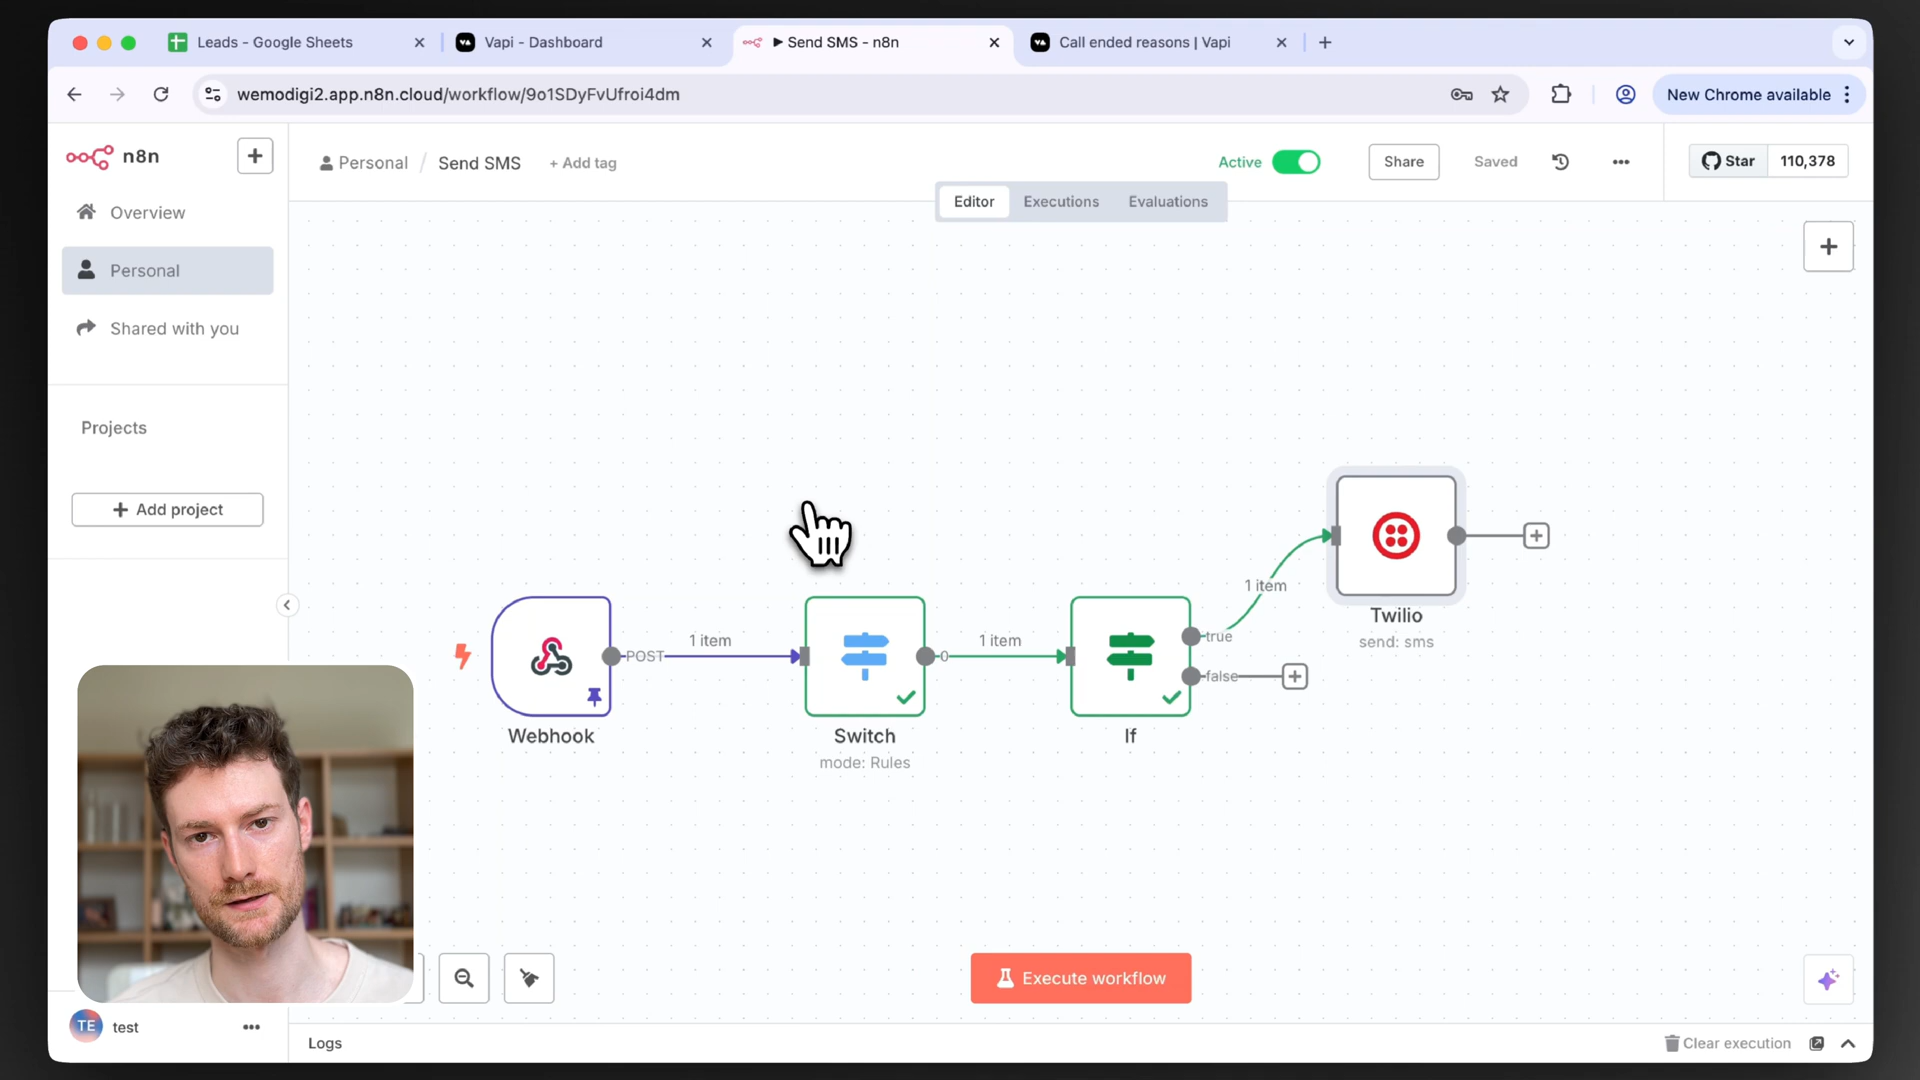 Leads - Google Sheets
Vapi - Dashboard
Send SMS - n8n
Call ended reasons | Vapi
wemodigi2.app.n8n.cloud/workflow/9o1SDyFvUfroi4dm
New Chrome available
n8n
Personal / Send SMS + Add tag
Active
Share
Saved
Star 110,378
Editor Executions Evaluations
Overview
Personal
Shared with you
Projects
+ Add project
Webhook
POST
1 item
Switch
mode: Rules
0
1 item
If
true
false
1 item
Twilio
send: sms
Execute workflow
TE test
Logs
Clear execution